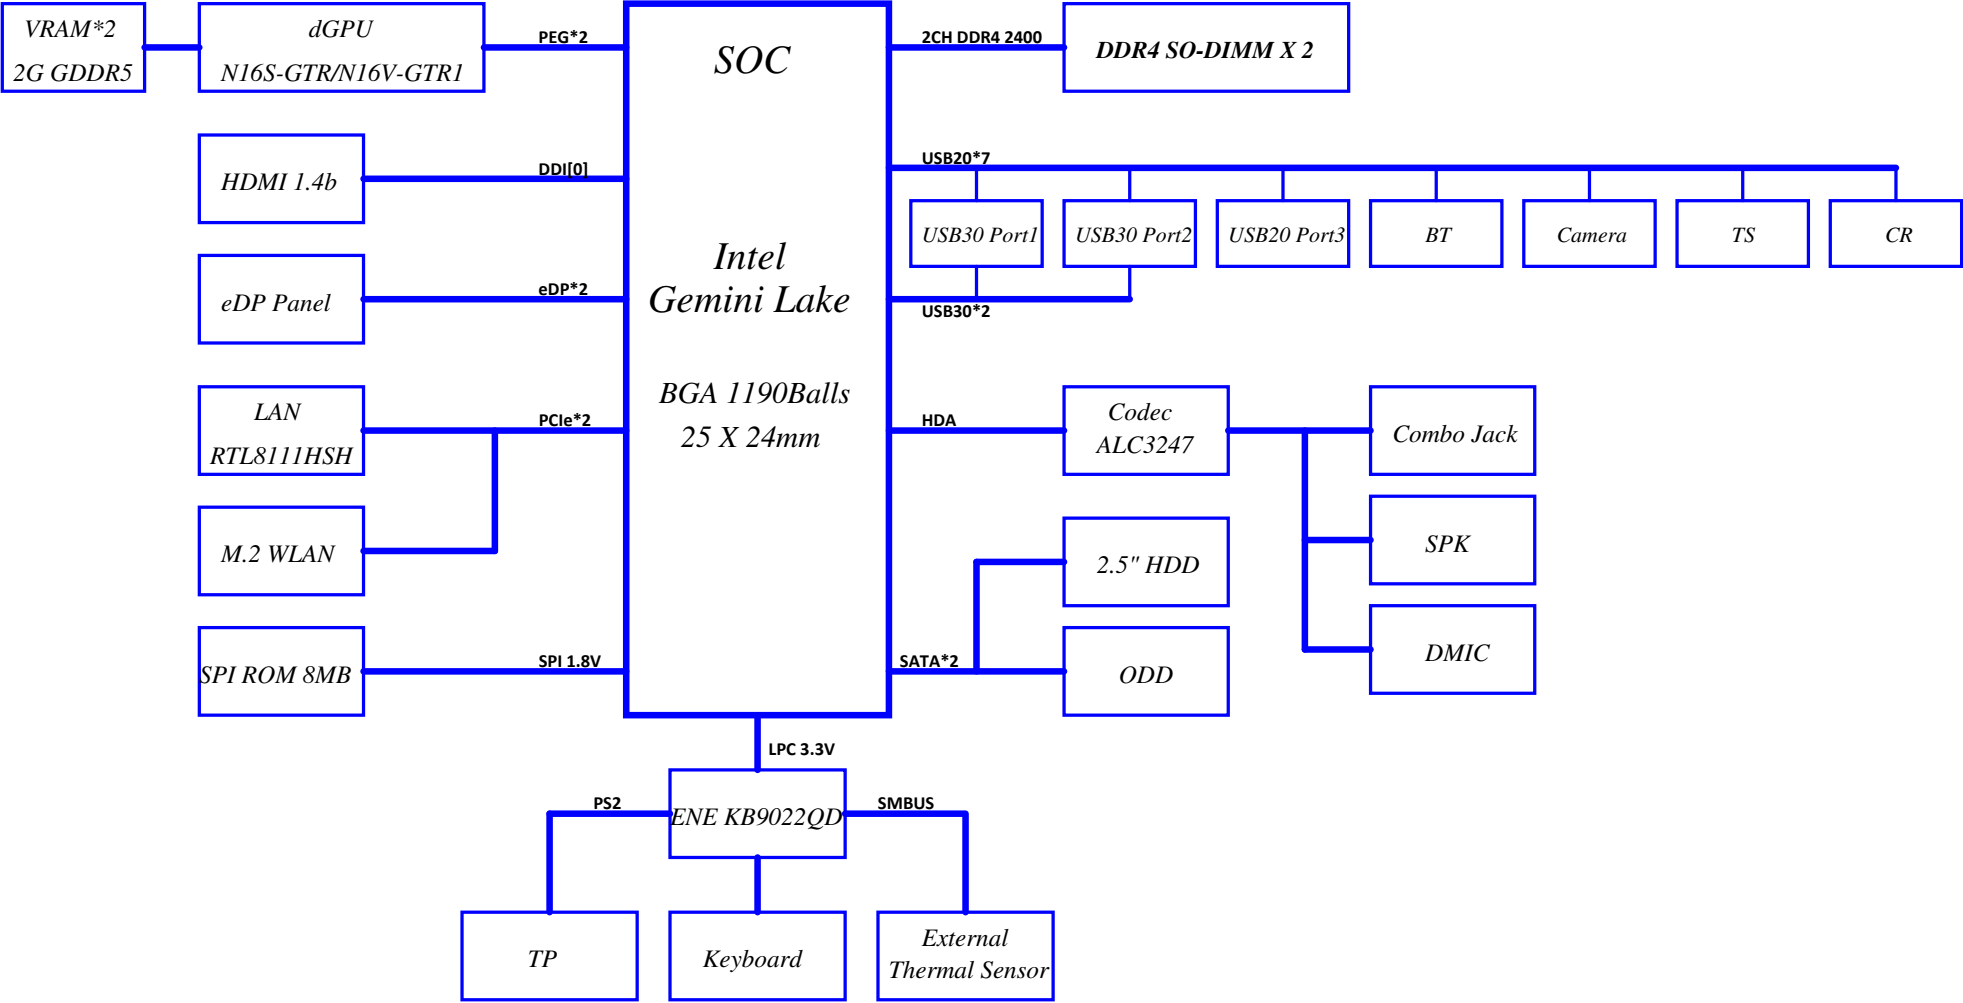 VRAM*2
2G GDDR5
dGPU
N16S-GTR/N16V-GTR1
PEG*2
SOC
2CH DDR4 2400
DDR4 SO-DIMM X 2
HDMI 1.4b
DDI[0]
USB20*7
USB30 Port1
USB30 Port2
USB20 Port3
BT
Camera
TS
CR
Intel
Gemini Lake
eDP Panel
eDP*2
USB30*2
BGA 1190Balls
25 X 24mm
LAN
RTL8111HSH
PCIe*2
HDA
Codec
ALC3247
Combo Jack
M.2 WLAN
2.5" HDD
SPK
SPI ROM 8MB
SPI 1.8V
SATA*2
ODD
DMIC
LPC 3.3V
PS2
ENE KB9022QD
SMBUS
TP
Keyboard
External
Thermal Sensor